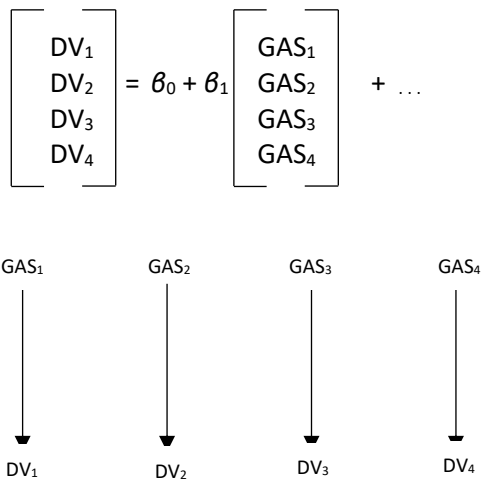 DV₁ GAS₁
DV₂ = β₀ + β₁ GAS₂ + ...
DV₃ GAS₃
DV₄ GAS₄
GAS₁ GAS₂ GAS₃ GAS₄
DV₁ DV₂ DV₃ DV₄